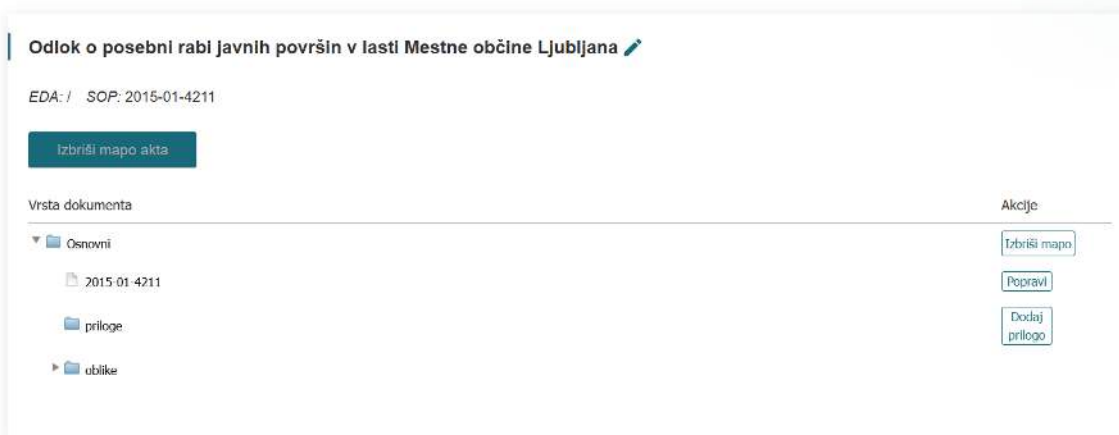 Odlok o posebni rabi javnih površin v lasti Mestne občine Ljubljana
EDA: / SOP: 2015-01-4211
Izbriši mapo akta
Vrsta dokumenta Akcije
Osnovni Izbriši mapo
2015-01-4211 Popravi
priloge Dodaj
prilogo
oblike